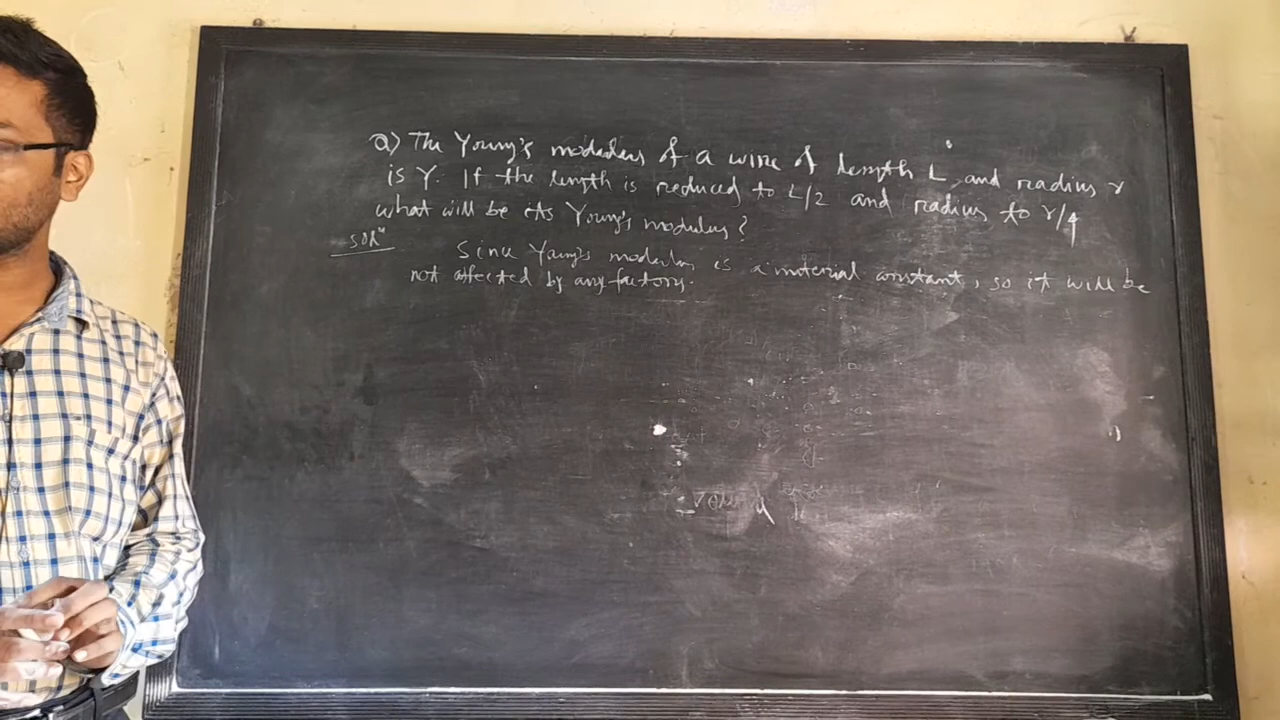 Q) The Young's modulus of a wire of length L and radius r
is Y. If the length is reduced to L/2 and radius to r/4
what will be its Young's modulus?
solⁿ
Since Young's modulus is a material constant, so it will be
not affected by any factors.